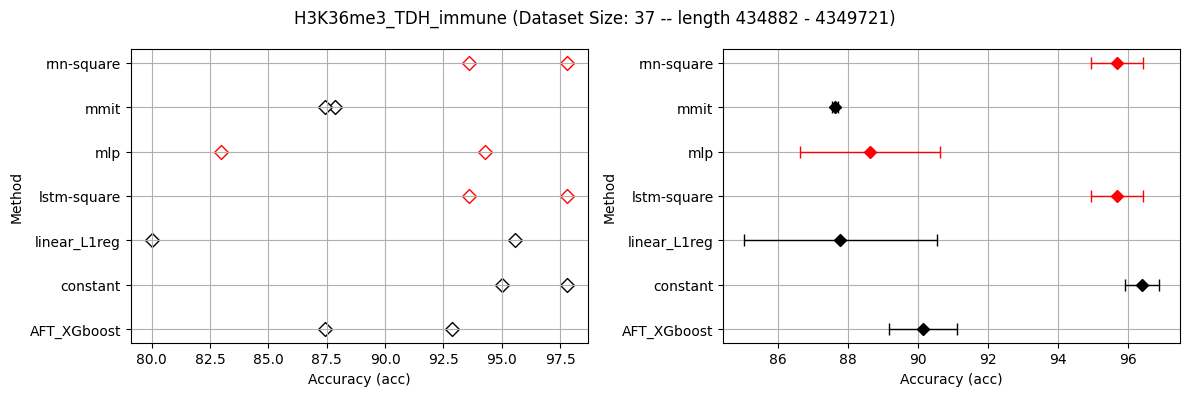 H3K36me3_TDH_immune (Dataset Size: 37 -- length 434882 - 4349721)
Method
rnn-square
mmit
mlp
lstm-square
linear_L1reg
constant
AFT_XGboost
80.0 82.5 85.0 87.5 90.0 92.5 95.0 97.5
Accuracy (acc)
Method
rnn-square
mmit
mlp
lstm-square
linear_L1reg
constant
AFT_XGboost
86 88 90 92 94 96
Accuracy (acc)